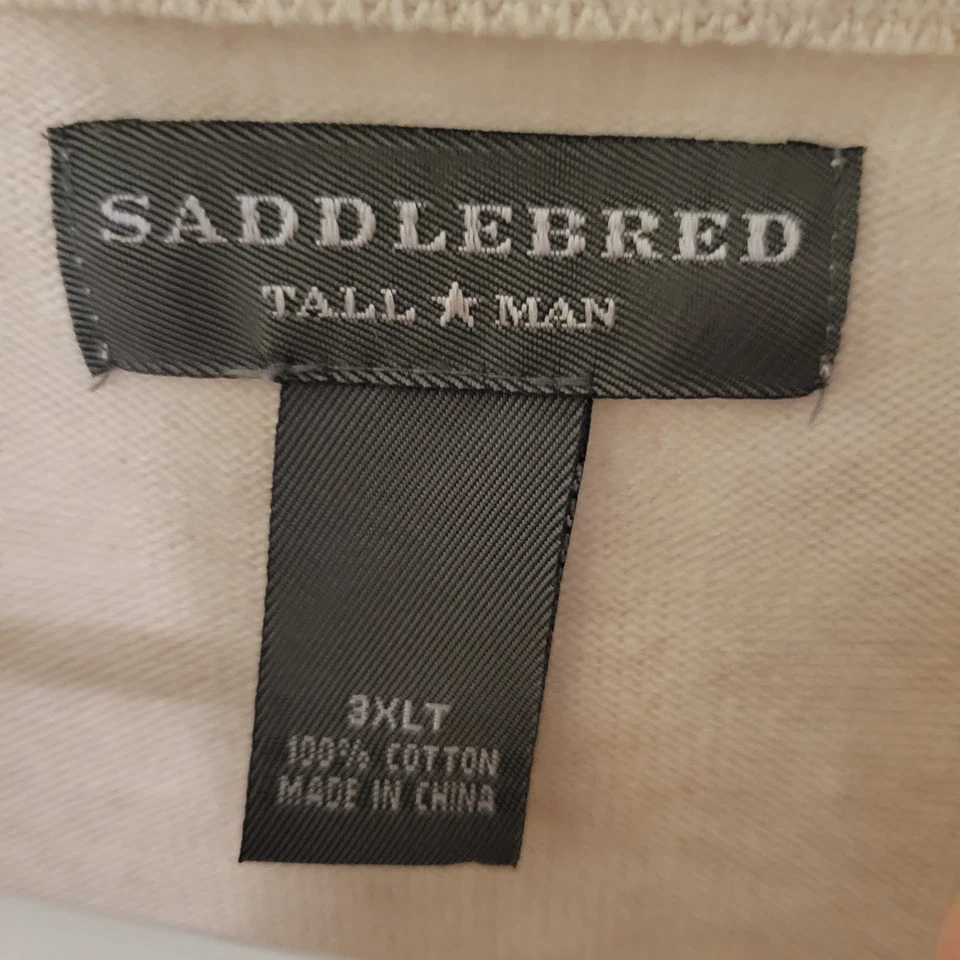 SADDLEBRED
TALL ★ MAN
3XLT
100% COTTON
MADE IN CHINA